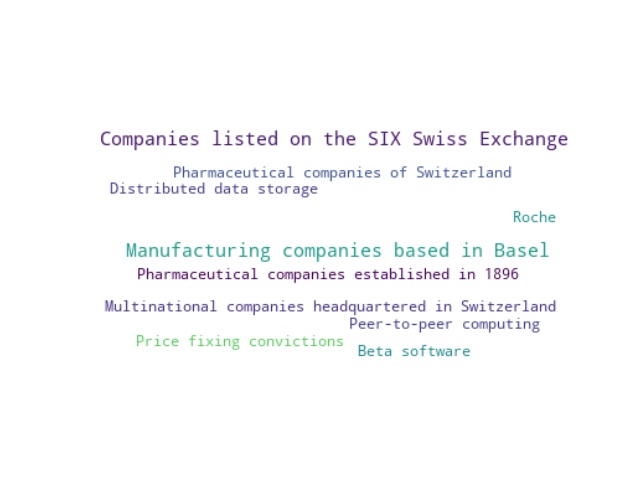 Companies listed on the SIX Swiss Exchange
Pharmaceutical companies of Switzerland
Distributed data storage
Roche
Manufacturing companies based in Basel
Pharmaceutical companies established in 1896
Multinational companies headquartered in Switzerland
Peer-to-peer computing
Price fixing convictions
Beta software